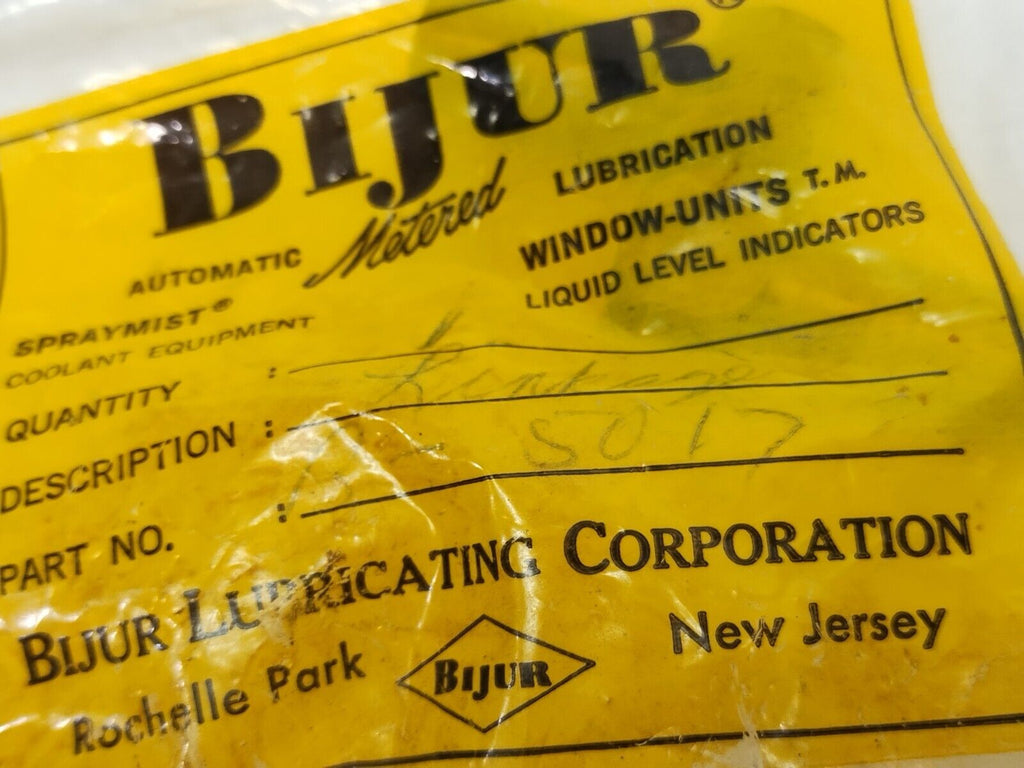 BIJUR®
AUTOMATIC Metered LUBRICATION
SPRAYMIST® WINDOW-UNITS T.M.
COOLANT EQUIPMENT LIQUID LEVEL INDICATORS
QUANTITY :
DESCRIPTION :
PART NO. : 5017
BIJUR LUBRICATING CORPORATION
Rochelle Park BIJUR New Jersey